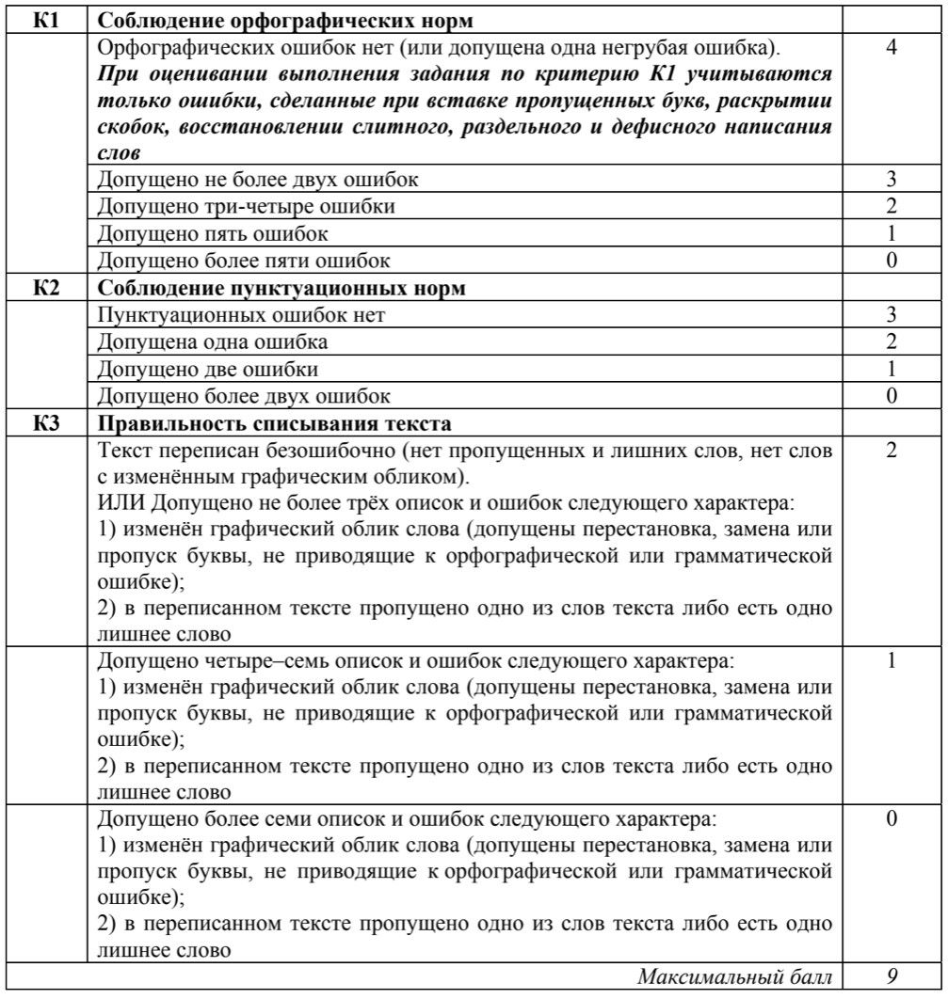 К1 Соблюдение орфографических норм
Орфографических ошибок нет (или допущена одна негрубая ошибка). 4
При оценивании выполнения задания по критерию К1 учитываются
только ошибки, сделанные при вставке пропущенных букв, раскрытии
скобок, восстановлении слитного, раздельного и дефисного написания
слов
Допущено не более двух ошибок 3
Допущено три-четыре ошибки 2
Допущено пять ошибок 1
Допущено более пяти ошибок 0
К2 Соблюдение пунктуационных норм
Пунктуационных ошибок нет 3
Допущена одна ошибка 2
Допущено две ошибки 1
Допущено более двух ошибок 0
К3 Правильность списывания текста
Текст переписан безошибочно (нет пропущенных и лишних слов, нет слов 2
с изменённым графическим обликом).
ИЛИ Допущено не более трёх описок и ошибок следующего характера:
1) изменён графический облик слова (допущены перестановка, замена или
пропуск буквы, не приводящие к орфографической или грамматической
ошибке);
2) в переписанном тексте пропущено одно из слов текста либо есть одно
лишнее слово
Допущено четыре–семь описок и ошибок следующего характера: 1
1) изменён графический облик слова (допущены перестановка, замена или
пропуск буквы, не приводящие к орфографической или грамматической
ошибке);
2) в переписанном тексте пропущено одно из слов текста либо есть одно
лишнее слово
Допущено более семи описок и ошибок следующего характера: 0
1) изменён графический облик слова (допущены перестановка, замена или
пропуск буквы, не приводящие к орфографической или грамматической
ошибке);
2) в переписанном тексте пропущено одно из слов текста либо есть одно
лишнее слово
Максимальный балл 9